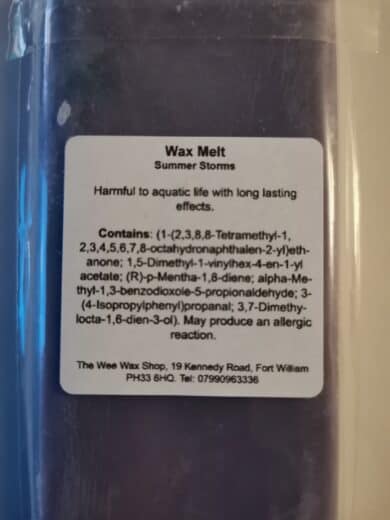 Wax Melt
Summer Storms
Harmful to aquatic life with long lasting
effects.
Contains: (1-(2,3,8,8-Tetramethyl-1,
2,3,4,5,6,7,8-octahydronaphthalen-2-yl)eth-
anone; 1,5-Dimethyl-1-vinylhex-4-en-1-yl
acetate; (R)-p-Mentha-1,8-diene; alpha-Me-
thyl-1,3-benzodioxole-5-propionaldehyde; 3-
(4-Isopropylphenyl)propanal; 3,7-Dimethy-
locta-1,6-dien-3-ol). May produce an allergic
reaction.
The Wee Wax Shop, 19 Kennedy Road, Fort William
PH33 6HQ. Tel: 07990963336